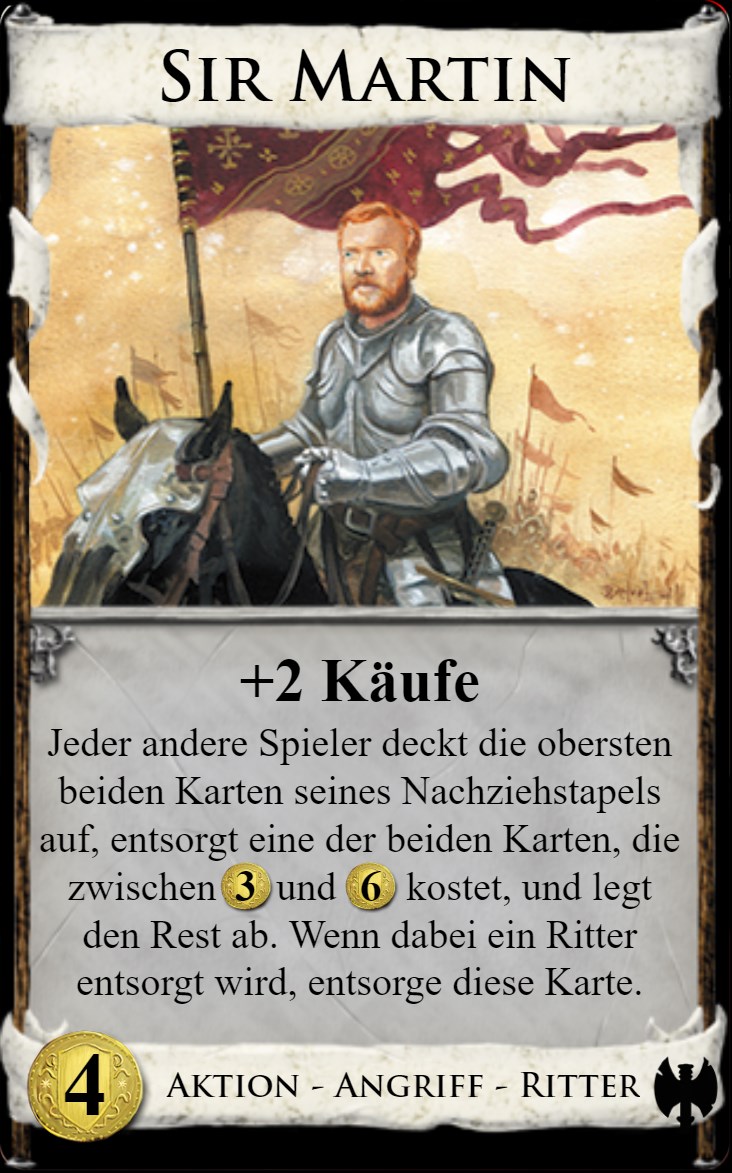 Sir Martin
+2 Käufe
Jeder andere Spieler deckt die obersten
beiden Karten seines Nachziehstapels
auf, entsorgt eine der beiden Karten, die
zwischen 3 und 6 kostet, und legt
den Rest ab. Wenn dabei ein Ritter
entsorgt wird, entsorge diese Karte.
4 Aktion - Angriff - Ritter